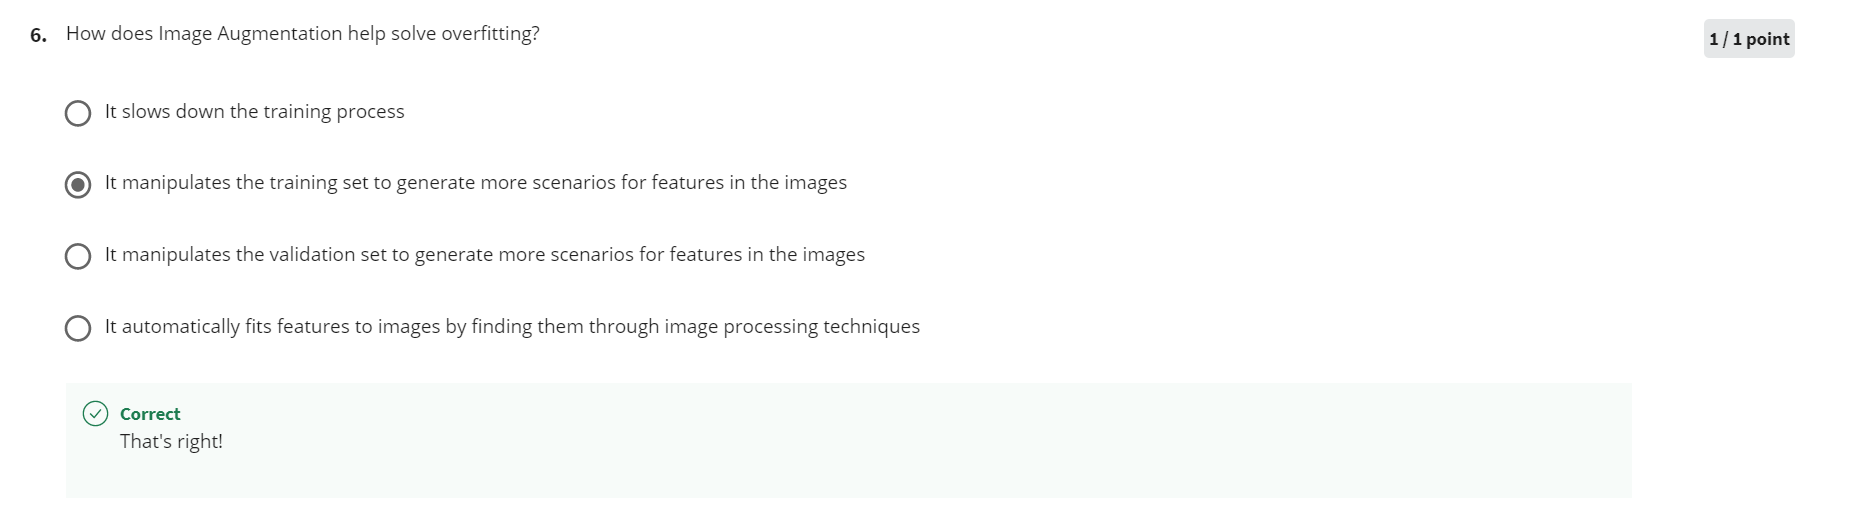 6. How does Image Augmentation help solve overfitting?
1 / 1 point
It slows down the training process
It manipulates the training set to generate more scenarios for features in the images
It manipulates the validation set to generate more scenarios for features in the images
It automatically fits features to images by finding them through image processing techniques
Correct
That's right!